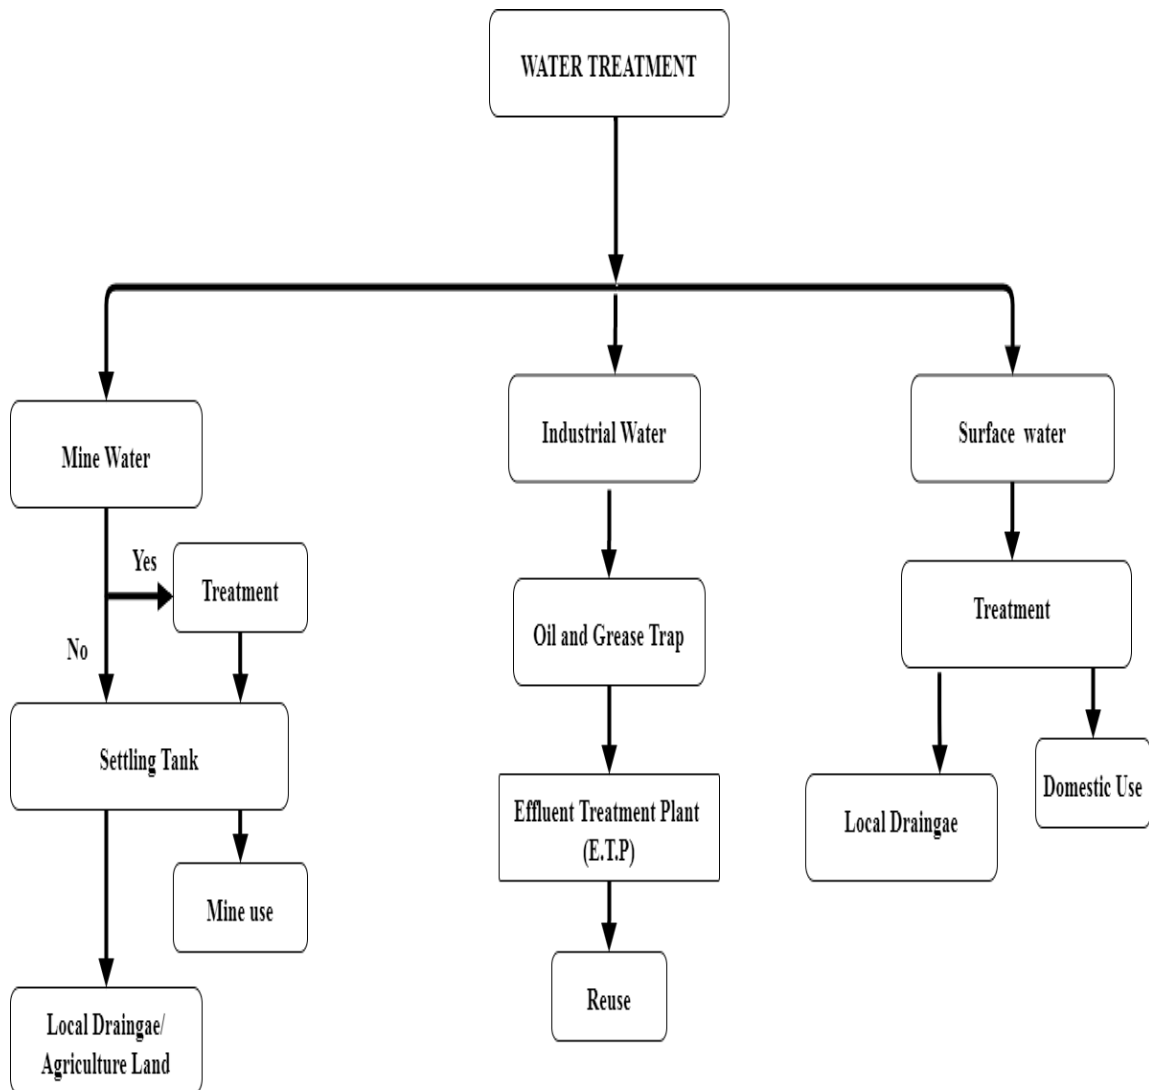 WATER TREATMENT
Mine Water
Industrial Water
Surface water
Yes
Treatment
No
Settling Tank
Mine use
Local Draingae/
Agriculture Land
Oil and Grease Trap
Effluent Treatment Plant
(E.T.P)
Reuse
Treatment
Local Draingae
Domestic Use